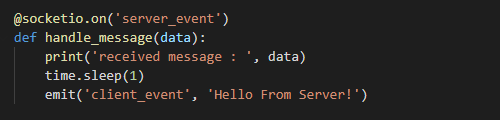 @socketio.on('server_event')
def handle_message(data):
    print('received message : ', data)
    time.sleep(1)
    emit('client_event', 'Hello From Server!')